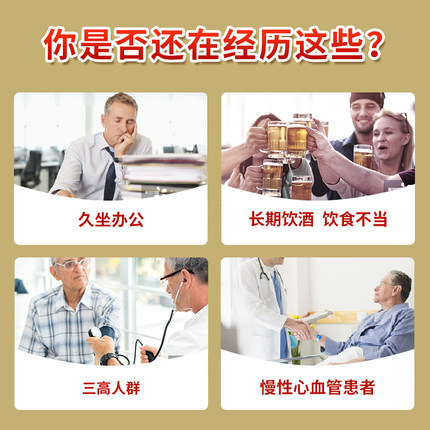 你是否还在经历这些？
久坐办公
长期饮酒 饮食不当
三高人群
慢性心血管患者